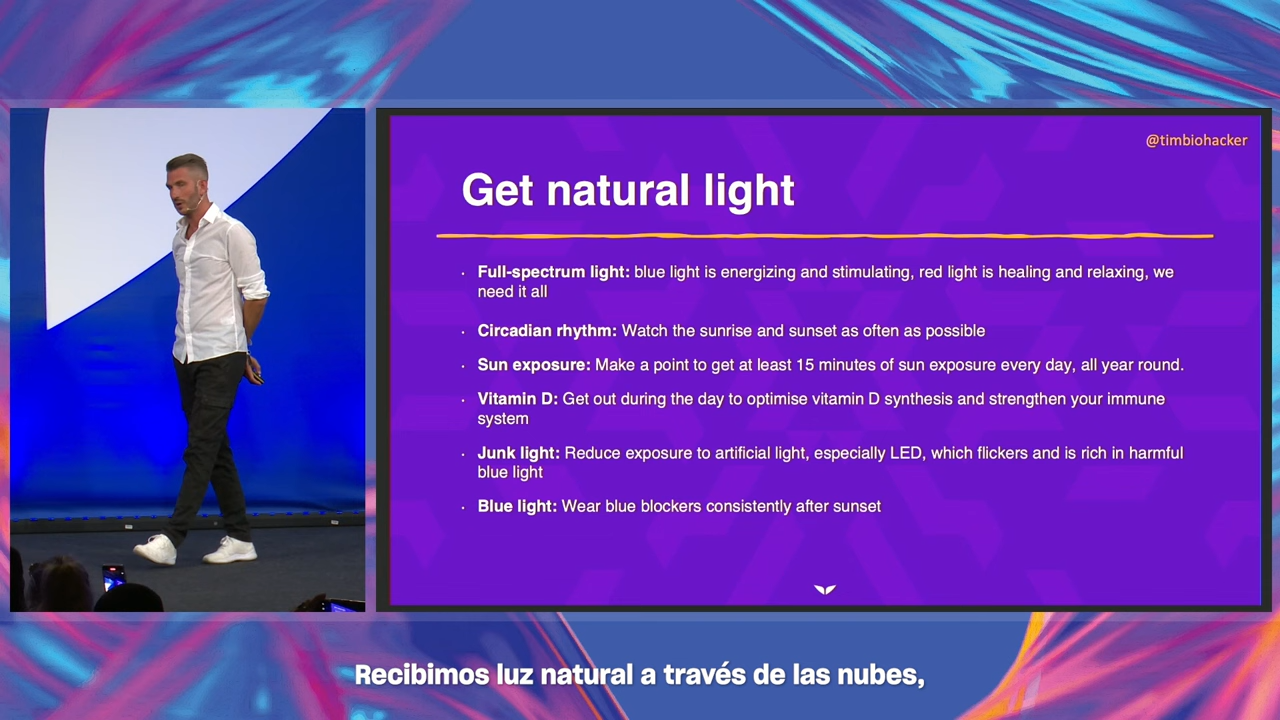 @timbiohacker
Get natural light
· Full-spectrum light: blue light is energizing and stimulating, red light is healing and relaxing, we
need it all
· Circadian rhythm: Watch the sunrise and sunset as often as possible
· Sun exposure: Make a point to get at least 15 minutes of sun exposure every day, all year round.
· Vitamin D: Get out during the day to optimise vitamin D synthesis and strengthen your immune
system
· Junk light: Reduce exposure to artificial light, especially LED, which flickers and is rich in harmful
blue light
· Blue light: Wear blue blockers consistently after sunset
Recibimos luz natural a través de las nubes,